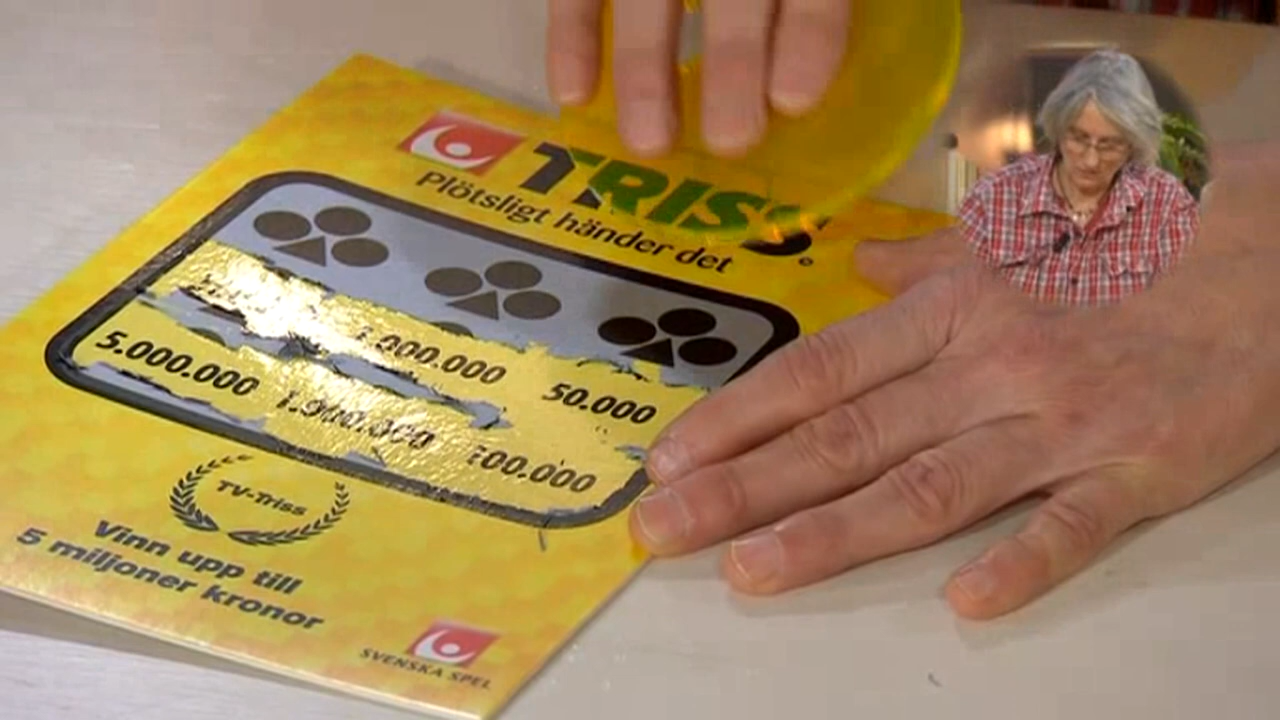 TRISS
Plötsligt händer det
50.000
5.000.000
TV-Triss
Vinn upp till
5 miljoner kronor
SVENSKA SPEL